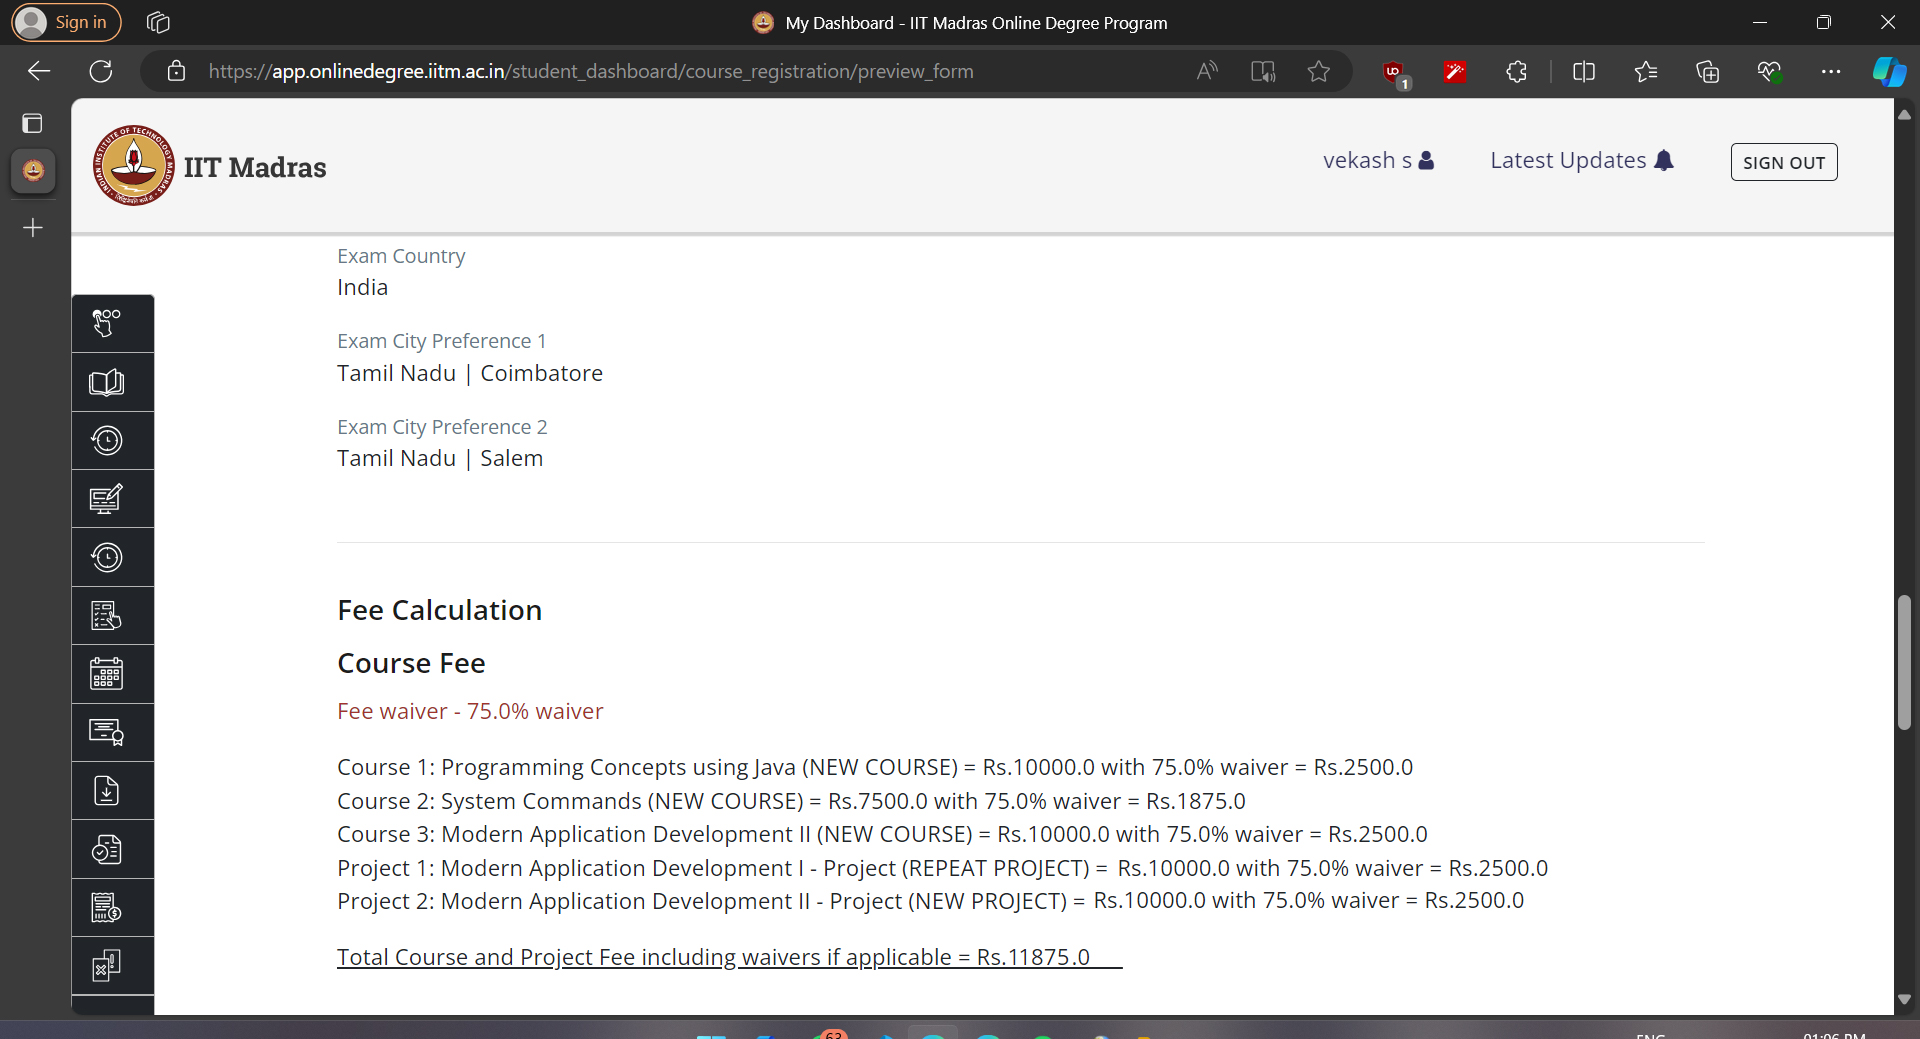 Sign in
My Dashboard - IIT Madras Online Degree Program
https://app.onlinedegree.iitm.ac.in/student_dashboard/course_registration/preview_form
1
IIT Madras
vekash s
Latest Updates
SIGN OUT
Exam Country
India
Exam City Preference 1
Tamil Nadu | Coimbatore
Exam City Preference 2
Tamil Nadu | Salem
Fee Calculation
Course Fee
Fee waiver - 75.0% waiver
Course 1: Programming Concepts using Java (NEW COURSE) = Rs.10000.0 with 75.0% waiver = Rs.2500.0
Course 2: System Commands (NEW COURSE) = Rs.7500.0 with 75.0% waiver = Rs.1875.0
Course 3: Modern Application Development II (NEW COURSE) = Rs.10000.0 with 75.0% waiver = Rs.2500.0
Project 1: Modern Application Development I - Project (REPEAT PROJECT) = Rs.10000.0 with 75.0% waiver = Rs.2500.0
Project 2: Modern Application Development II - Project (NEW PROJECT) = Rs.10000.0 with 75.0% waiver = Rs.2500.0
Total Course and Project Fee including waivers if applicable = Rs.11875.0